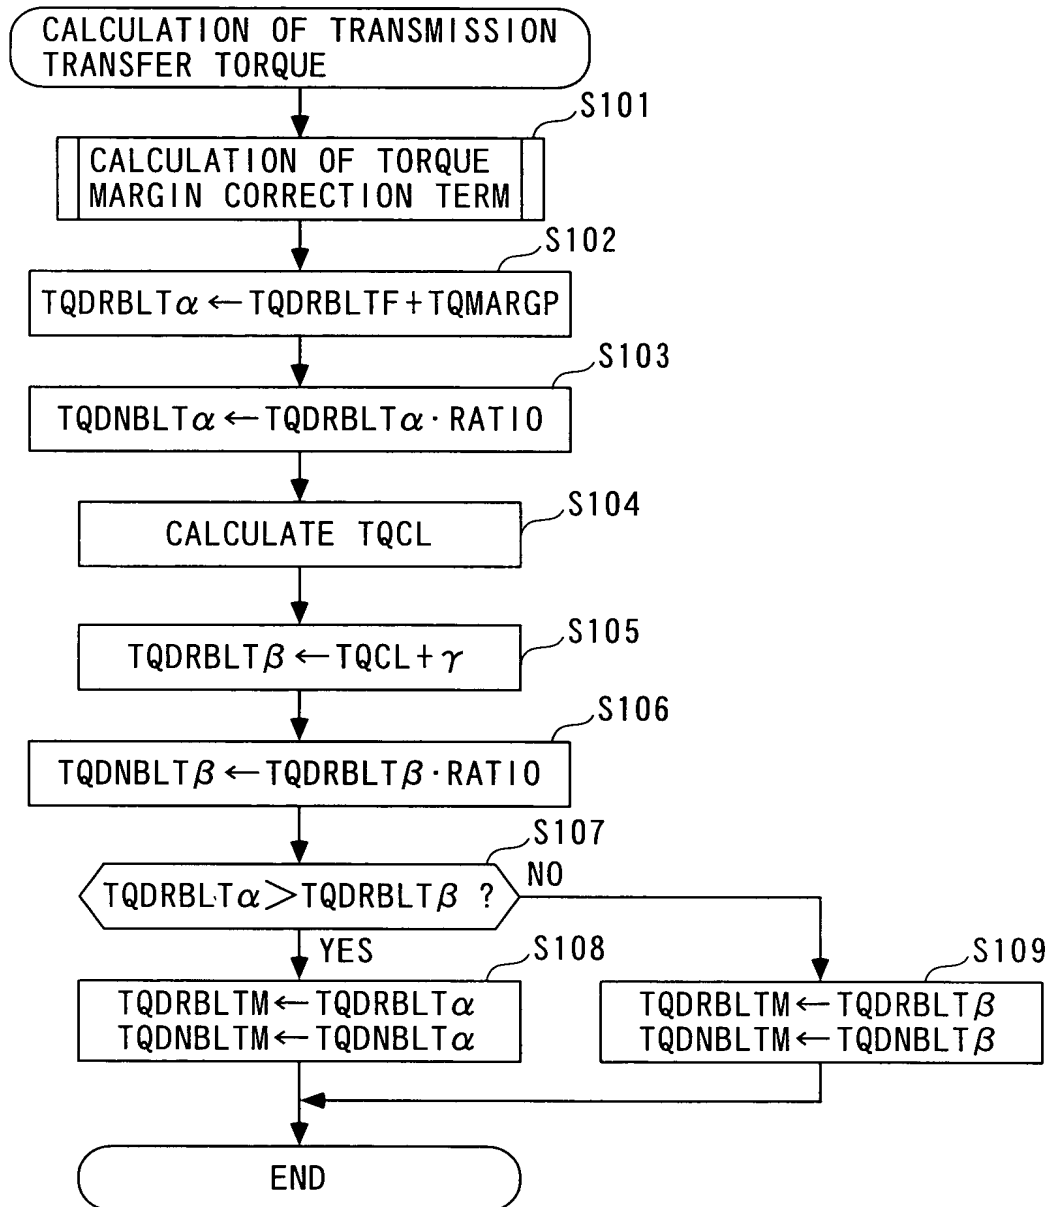 CALCULATION OF TRANSMISSION
TRANSFER TORQUE
S101
CALCULATION OF TORQUE
MARGIN CORRECTION TERM
S102
TQDRBLTα←TQDRBLTF+TQMARGP
S103
TQDNBLTα←TQDRBLTα·RATIO
S104
CALCULATE TQCL
S105
TQDRBLTβ←TQCL+γ
S106
TQDNBLTβ←TQDRBLTβ·RATIO
S107
TQDRBLTα>TQDRBLTβ ?
NO
YES
S108
TQDRBLTM←TQDRBLTα
TQDNBLTM←TQDNBLTα
S109
TQDRBLTM←TQDRBLTβ
TQDNBLTM←TQDNBLTβ
END